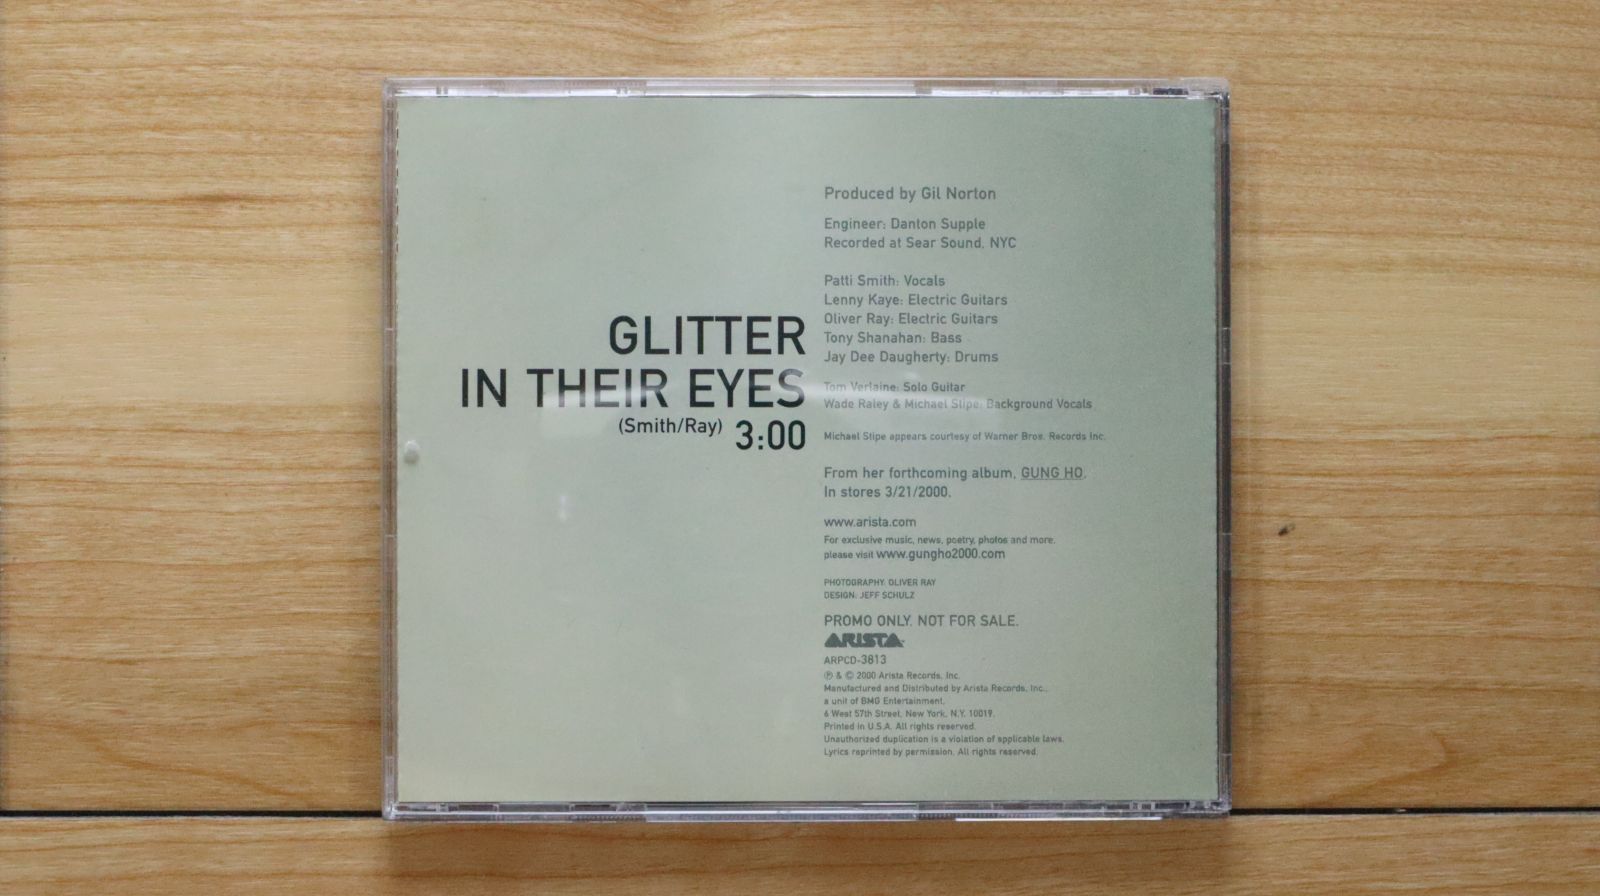 GLITTER
IN THEIR EYES
(Smith/Ray) 3:00
Produced by Gil Norton
Engineer: Danton Supple
Recorded at Sear Sound, NYC
Patti Smith: Vocals
Lenny Kaye: Electric Guitars
Oliver Ray: Electric Guitars
Tony Shanahan: Bass
Jay Dee Daugherty: Drums
Tom Verlaine: Solo Guitar
Wade Raley & Michael Stipe: Background Vocals
Michael Stipe appears courtesy of Warner Bros. Records Inc.
From her forthcoming album, GUNG HO.
In stores 3/21/2000.
www.arista.com
For exclusive music, news, poetry, photos and more,
please visit www.gungho2000.com
PHOTOGRAPHY: OLIVER RAY
DESIGN: JEFF SCHULZ
PROMO ONLY. NOT FOR SALE.
ARISTA
ARPCD-3813
℗ & © 2000 Arista Records, Inc.
Manufactured and Distributed by Arista Records, Inc.,
a unit of BMG Entertainment.
6 West 57th Street, New York, N.Y. 10019.
Printed in U.S.A. All rights reserved.
Unauthorized duplication is a violation of applicable laws.
Lyrics reprinted by permission. All rights reserved.